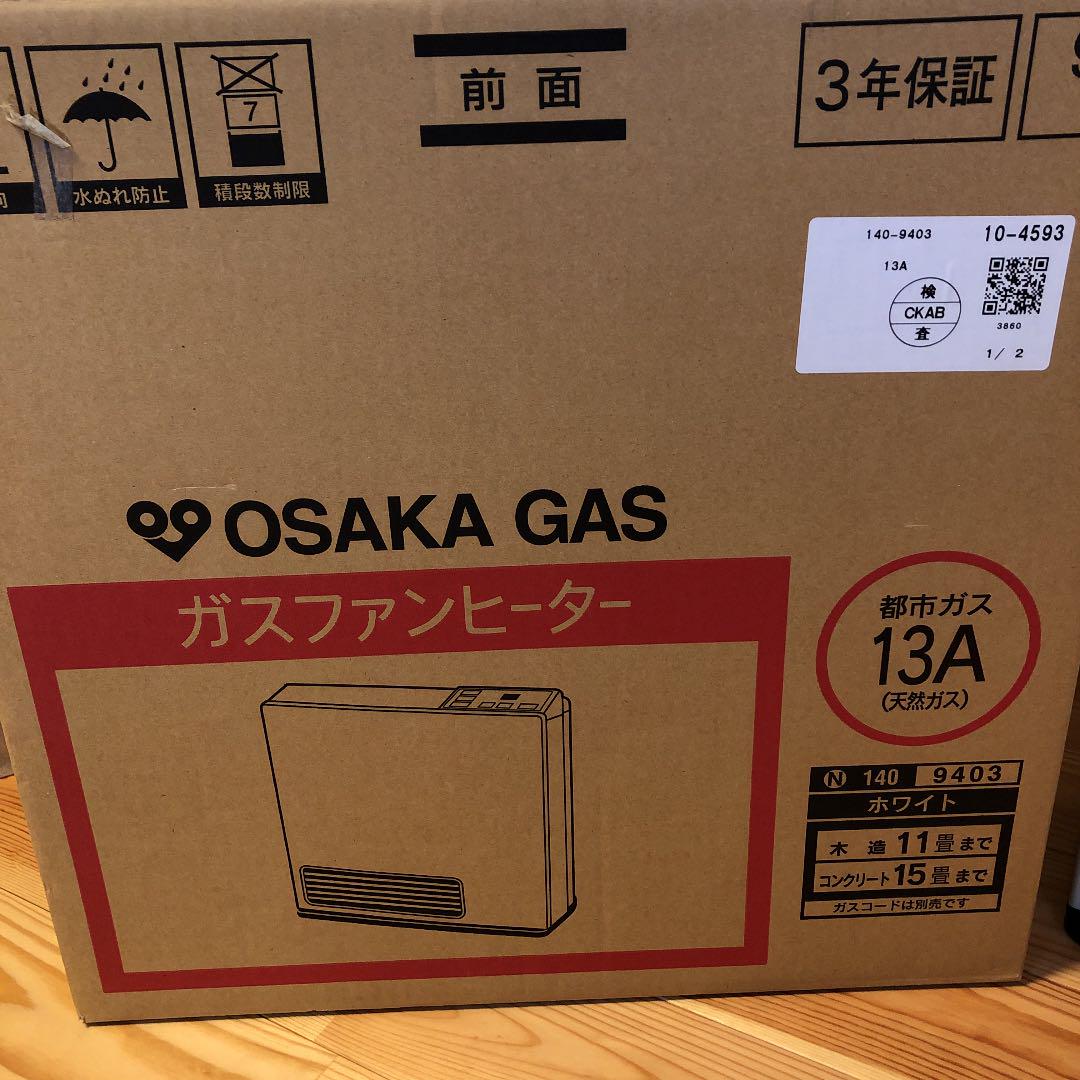 水ぬれ防止
7
積段数制限
前面
3年保証
140-9403
10-4593
13A
検
CKAB
査
3860
1/ 2
OSAKA GAS
ガスファンヒーター
都市ガス
13A
(天然ガス)
N 140 9403
ホワイト
木造 11畳まで
コンクリート 15畳まで
ガスコードは別売です